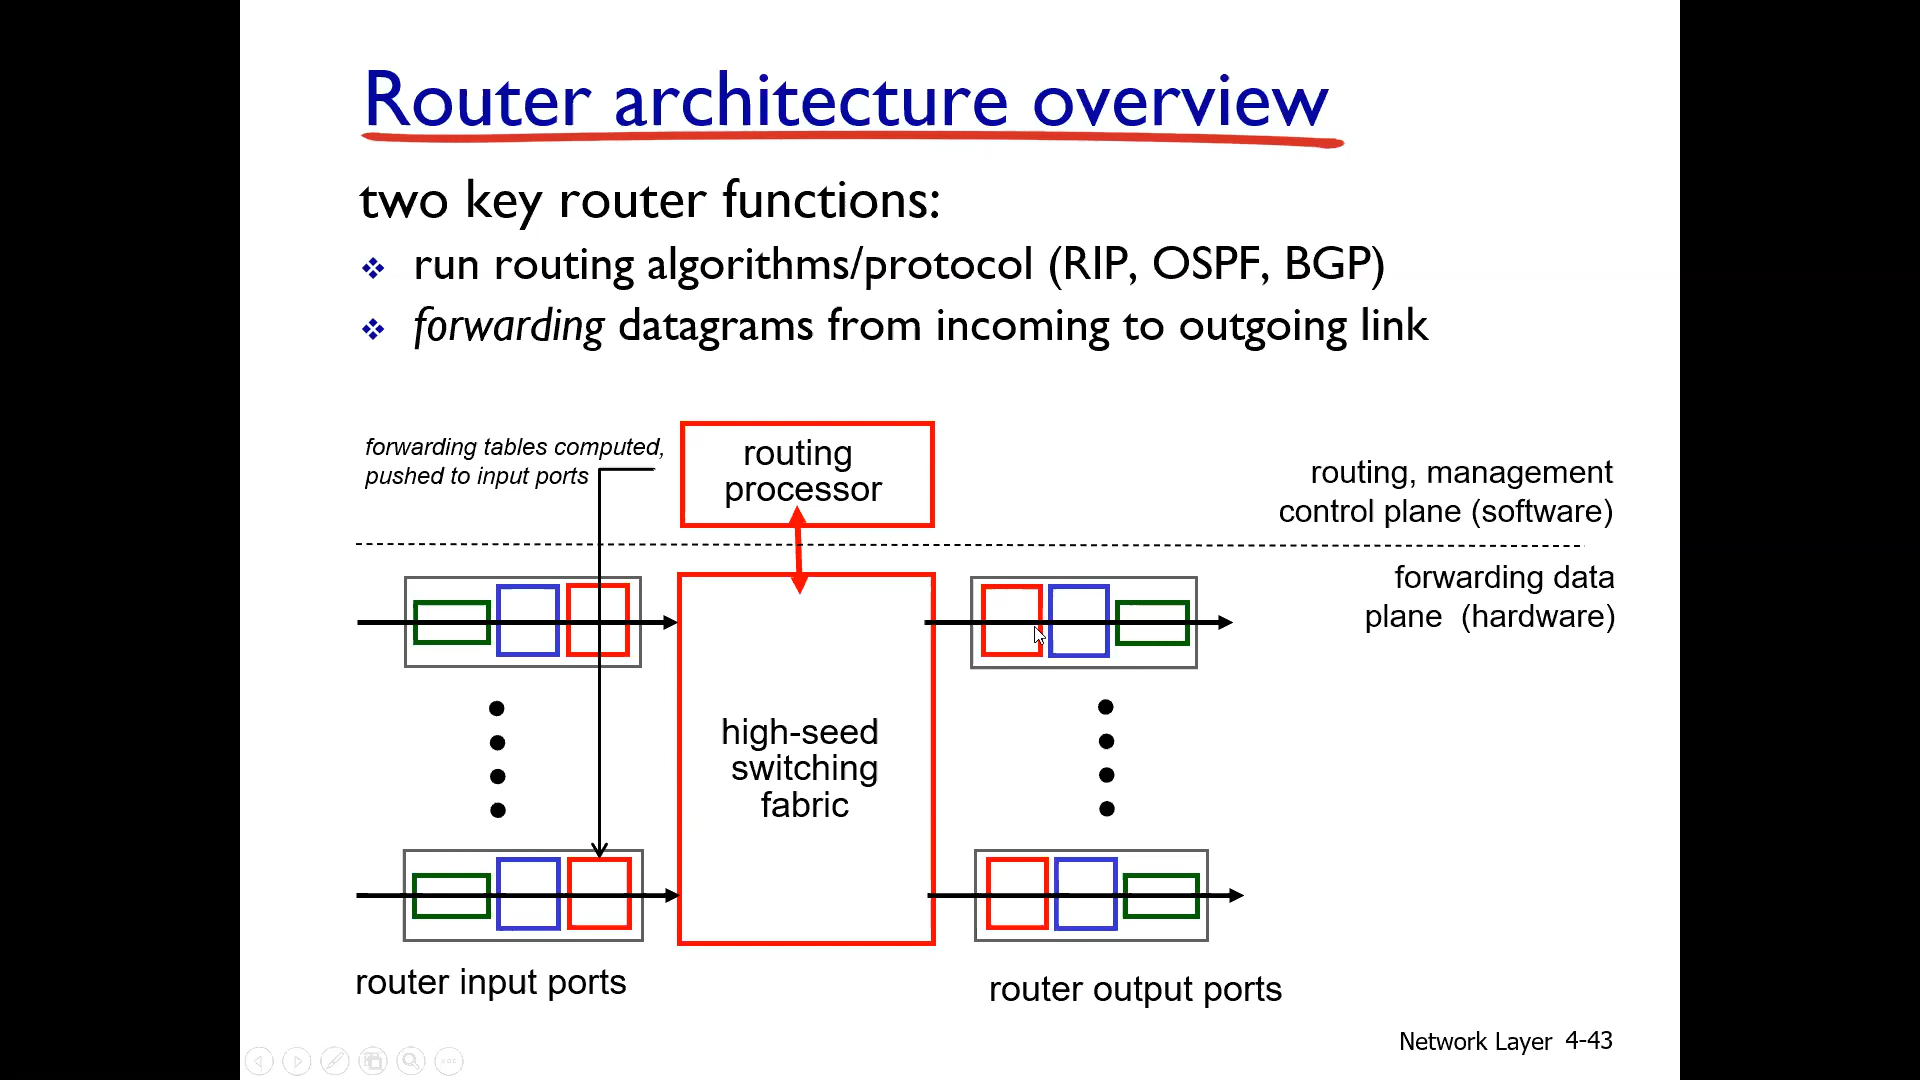 Router architecture overview
two key router functions:
run routing algorithms/protocol (RIP, OSPF, BGP)
forwarding datagrams from incoming to outgoing link
forwarding tables computed,
pushed to input ports
routing
processor
routing, management
control plane (software)
forwarding data
plane (hardware)
high-seed
switching
fabric
router input ports
router output ports
Network Layer 4-43